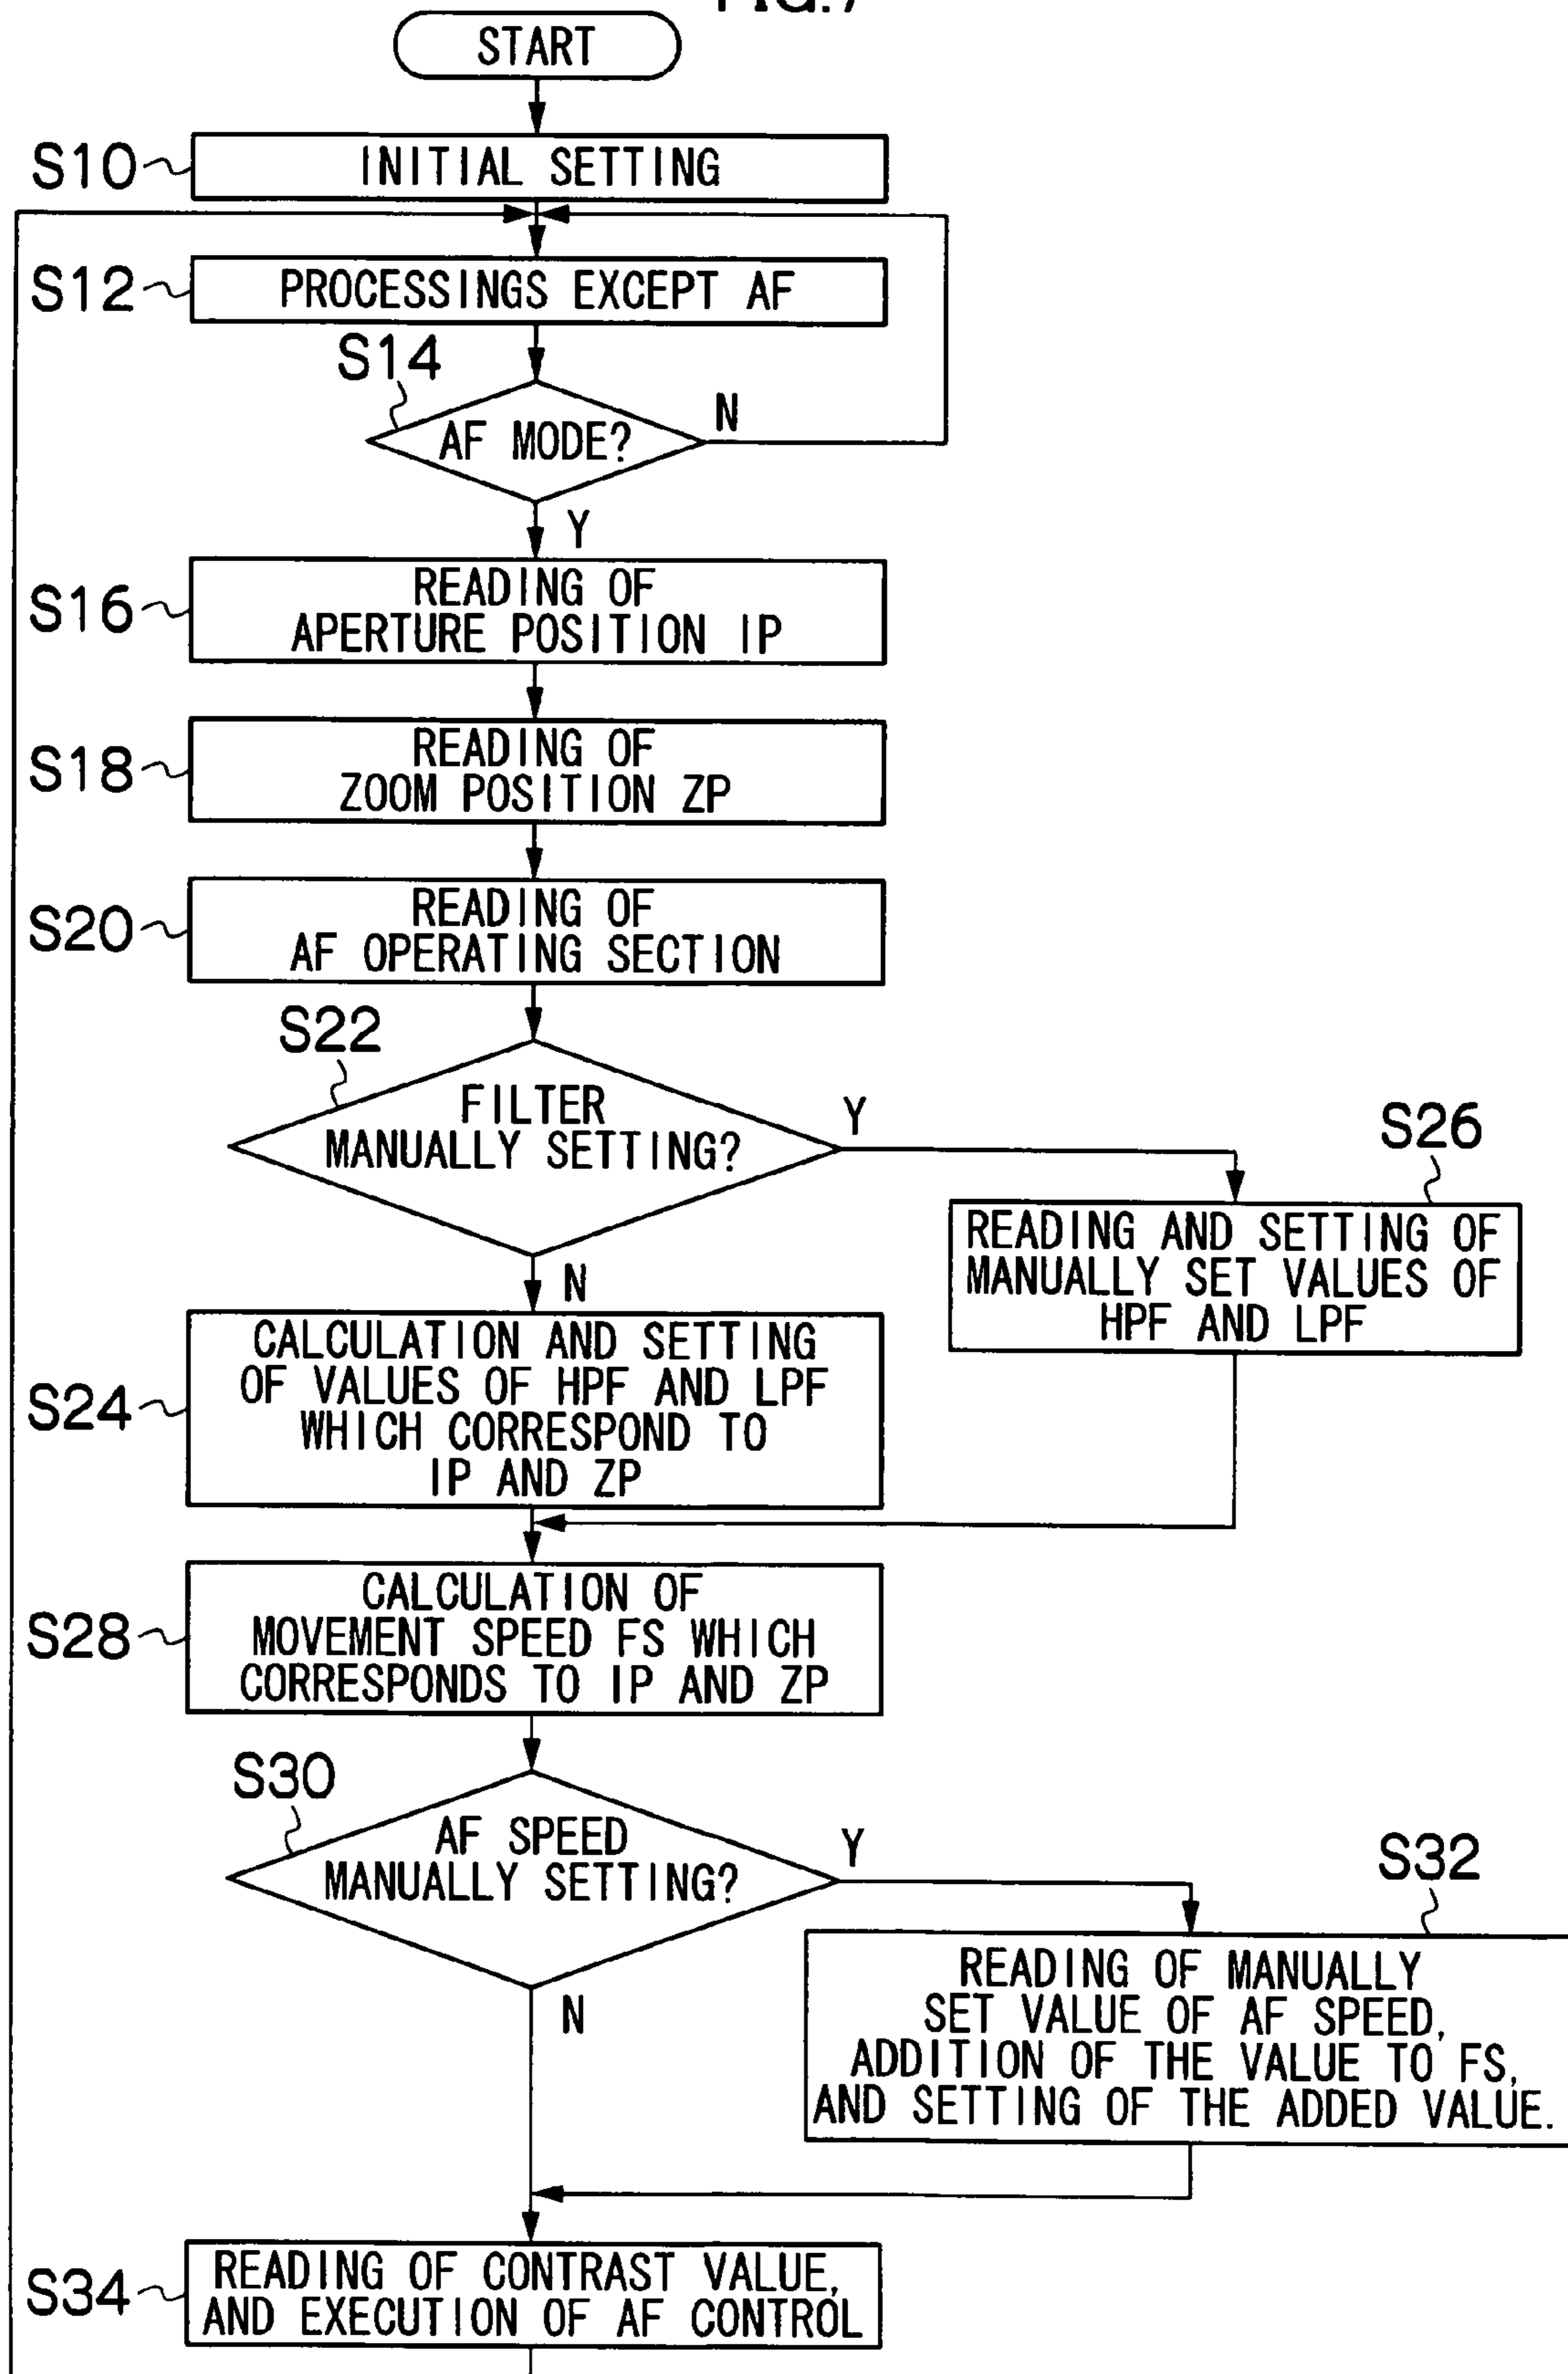 FIG.7
START
S10
INITIAL SETTING
S12
PROCESSINGS EXCEPT AF
S14
AF MODE?
N
Y
S16
READING OF
APERTURE POSITION IP
S18
READING OF
ZOOM POSITION ZP
S20
READING OF
AF OPERATING SECTION
S22
FILTER
MANUALLY SETTING?
Y
N
S26
READING AND SETTING OF
MANUALLY SET VALUES OF
HPF AND LPF
S24
CALCULATION AND SETTING
OF VALUES OF HPF AND LPF
WHICH CORRESPOND TO
IP AND ZP
S28
CALCULATION OF
MOVEMENT SPEED FS WHICH
CORRESPONDS TO IP AND ZP
S30
AF SPEED
MANUALLY SETTING?
Y
N
S32
READING OF MANUALLY
SET VALUE OF AF SPEED,
ADDITION OF THE VALUE TO FS,
AND SETTING OF THE ADDED VALUE.
S34
READING OF CONTRAST VALUE,
AND EXECUTION OF AF CONTROL